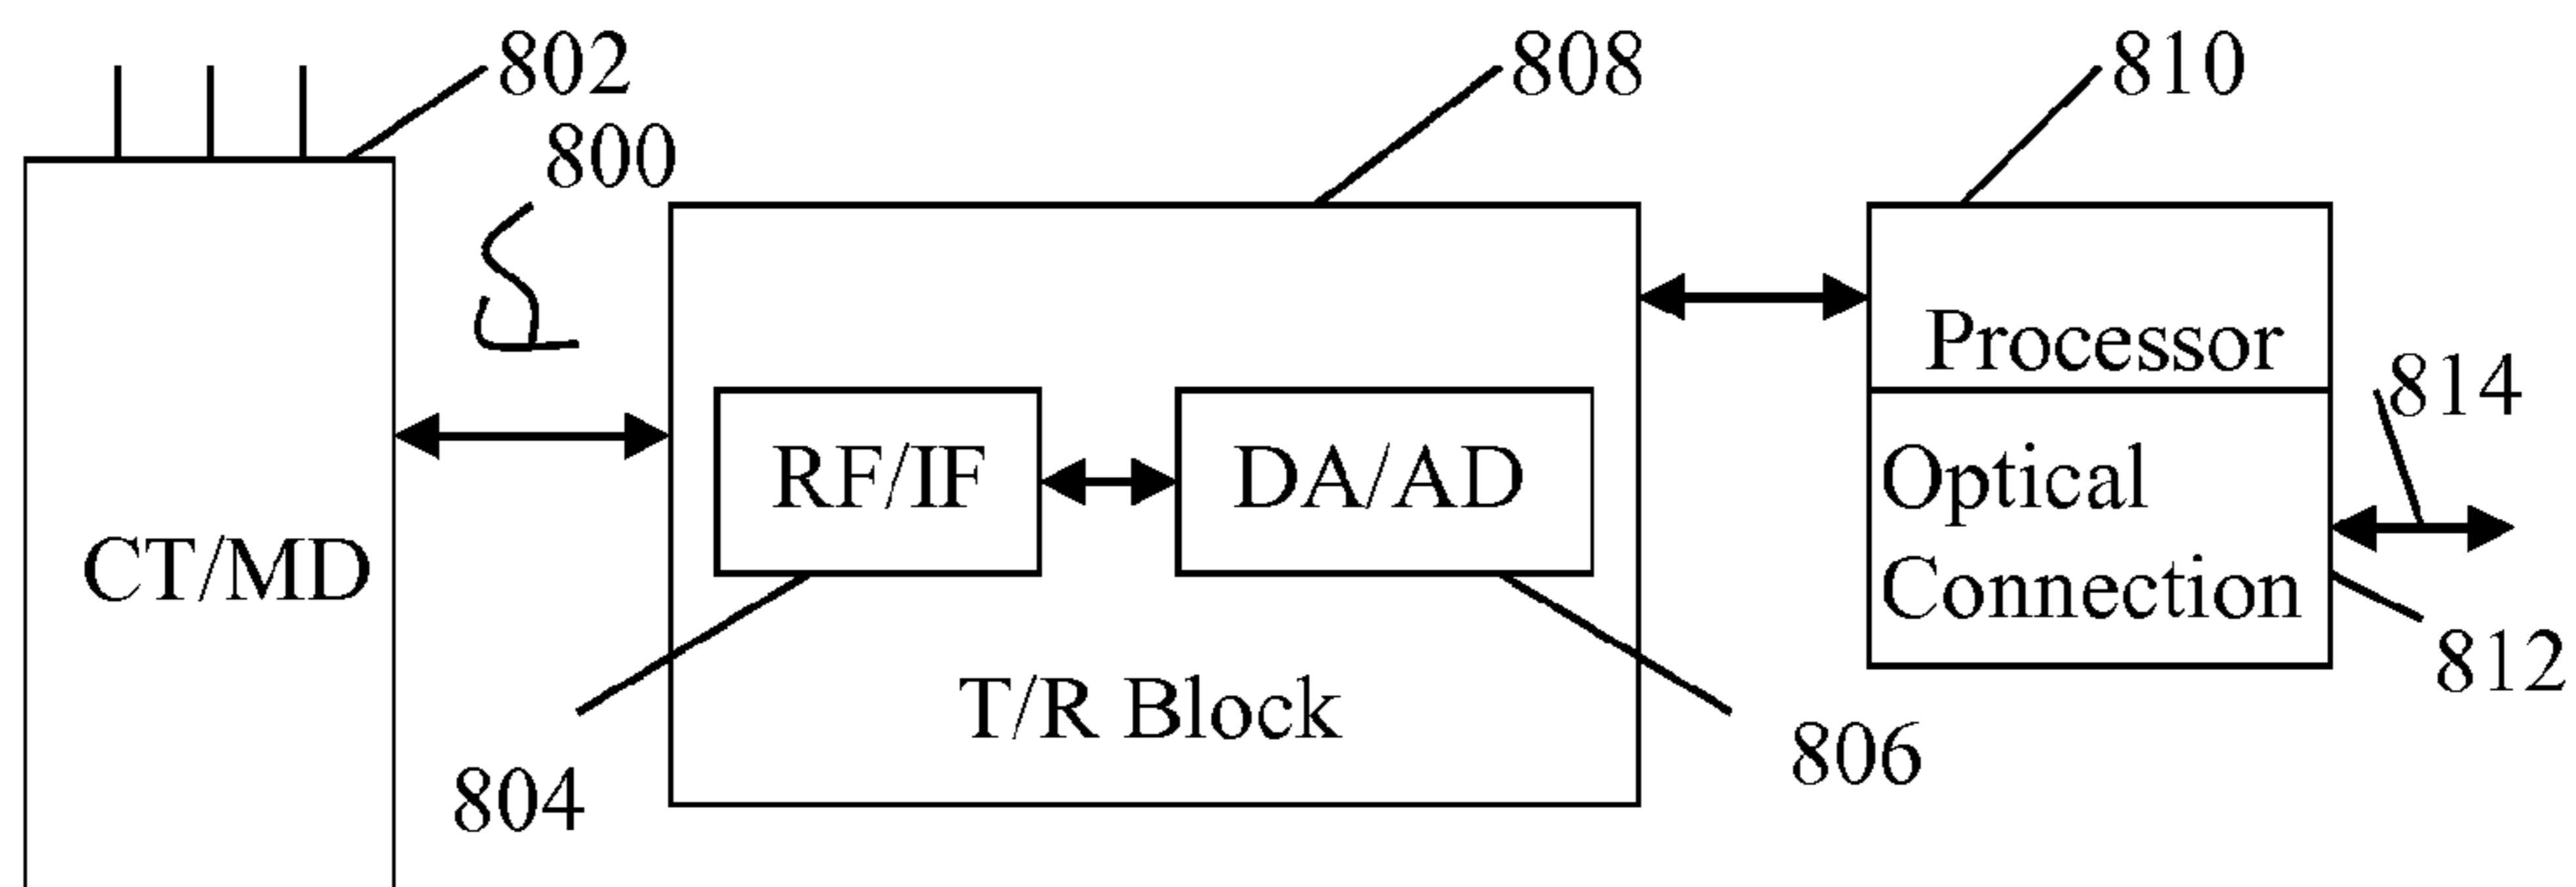 802
808
810
800
Processor
814
RF/IF
DA/AD
Optical
Connection
CT/MD
812
T/R Block
806
804